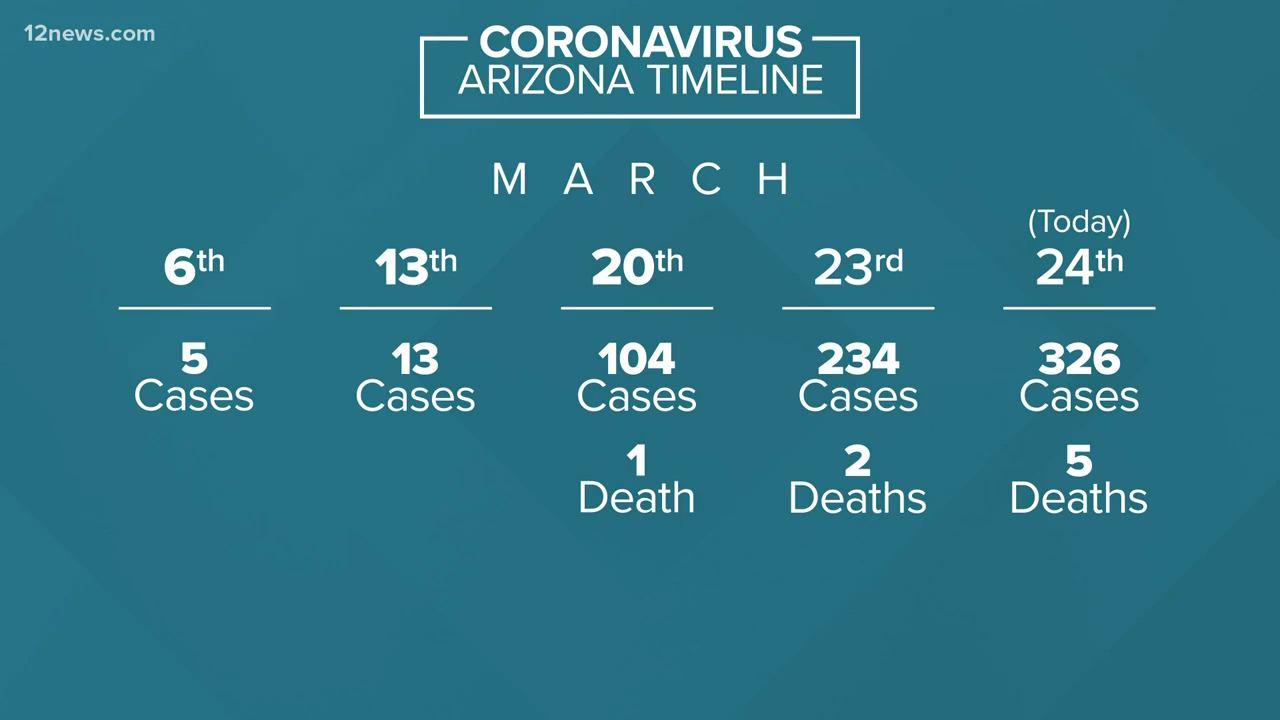 12news.com
CORONAVIRUS
ARIZONA TIMELINE
MARCH
(Today)
6th 13th 20th 23rd 24th
5 13 104 234 326
Cases Cases Cases Cases Cases
1 2 5
Death Deaths Deaths